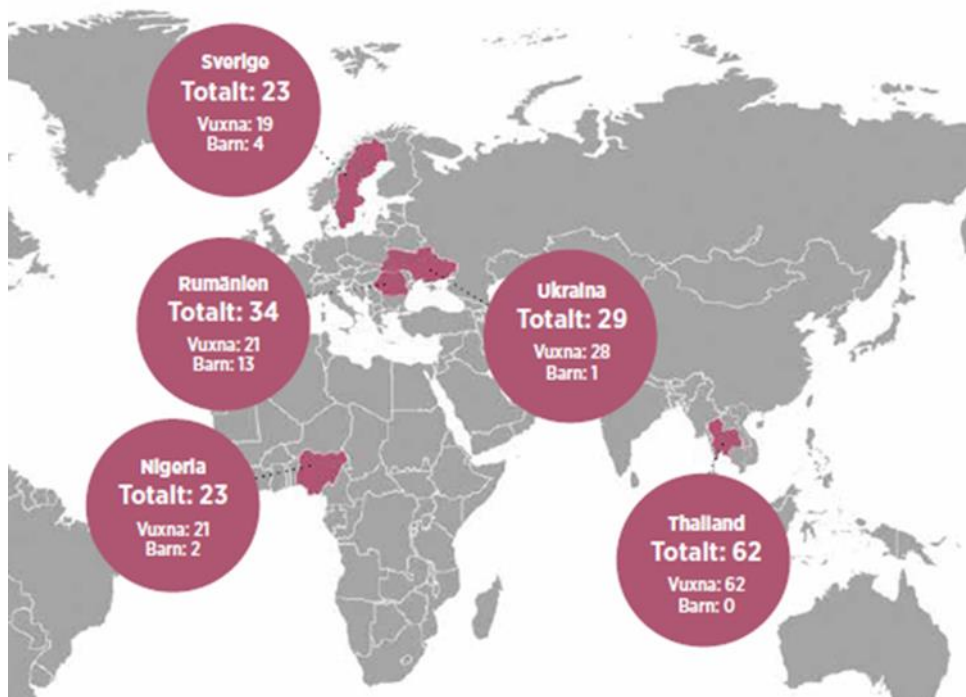 Sverige
Totalt: 23
Vuxna: 19
Barn: 4
Rumänien
Totalt: 34
Vuxna: 21
Barn: 13
Ukraina
Totalt: 29
Vuxna: 28
Barn: 1
Nigeria
Totalt: 23
Vuxna: 21
Barn: 2
Thailand
Totalt: 62
Vuxna: 62
Barn: 0